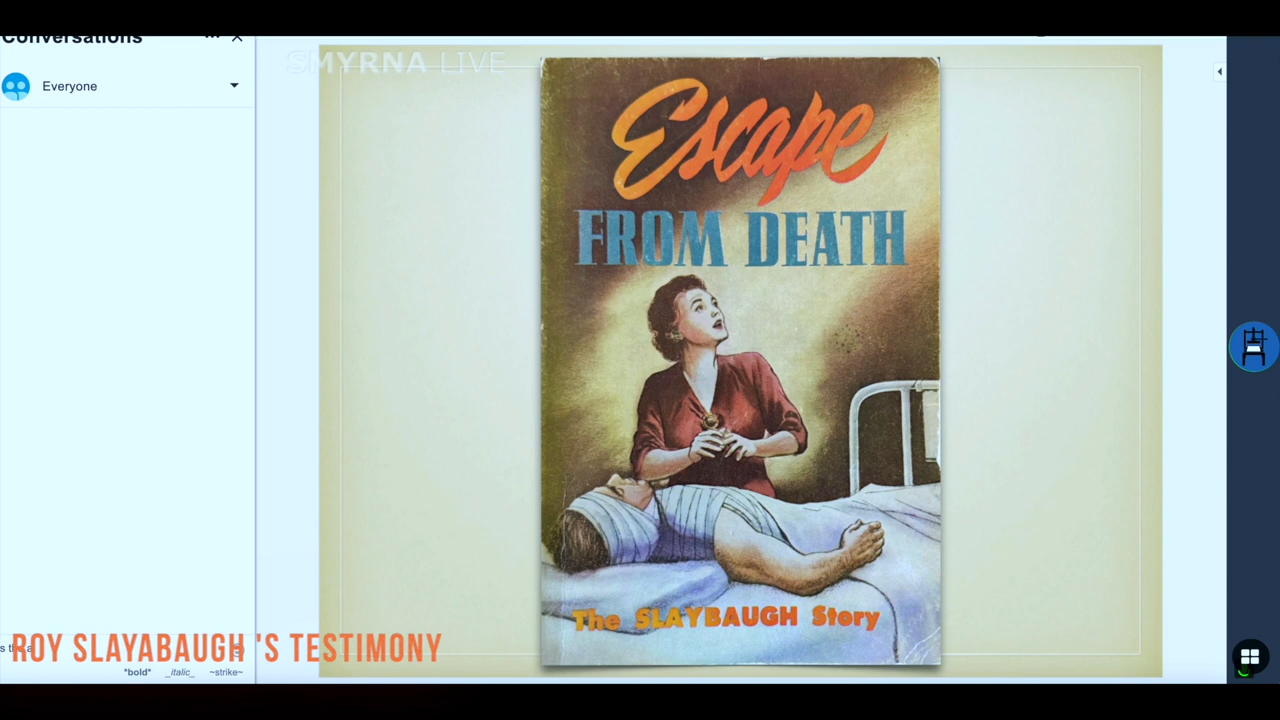 Conversations
SMYRNA LIVE
Everyone
Escape
FROM DEATH
The SLAYBAUGH Story
ROY SLAYABAUGH 'S TESTIMONY
*bold* _italic_ ~strike~